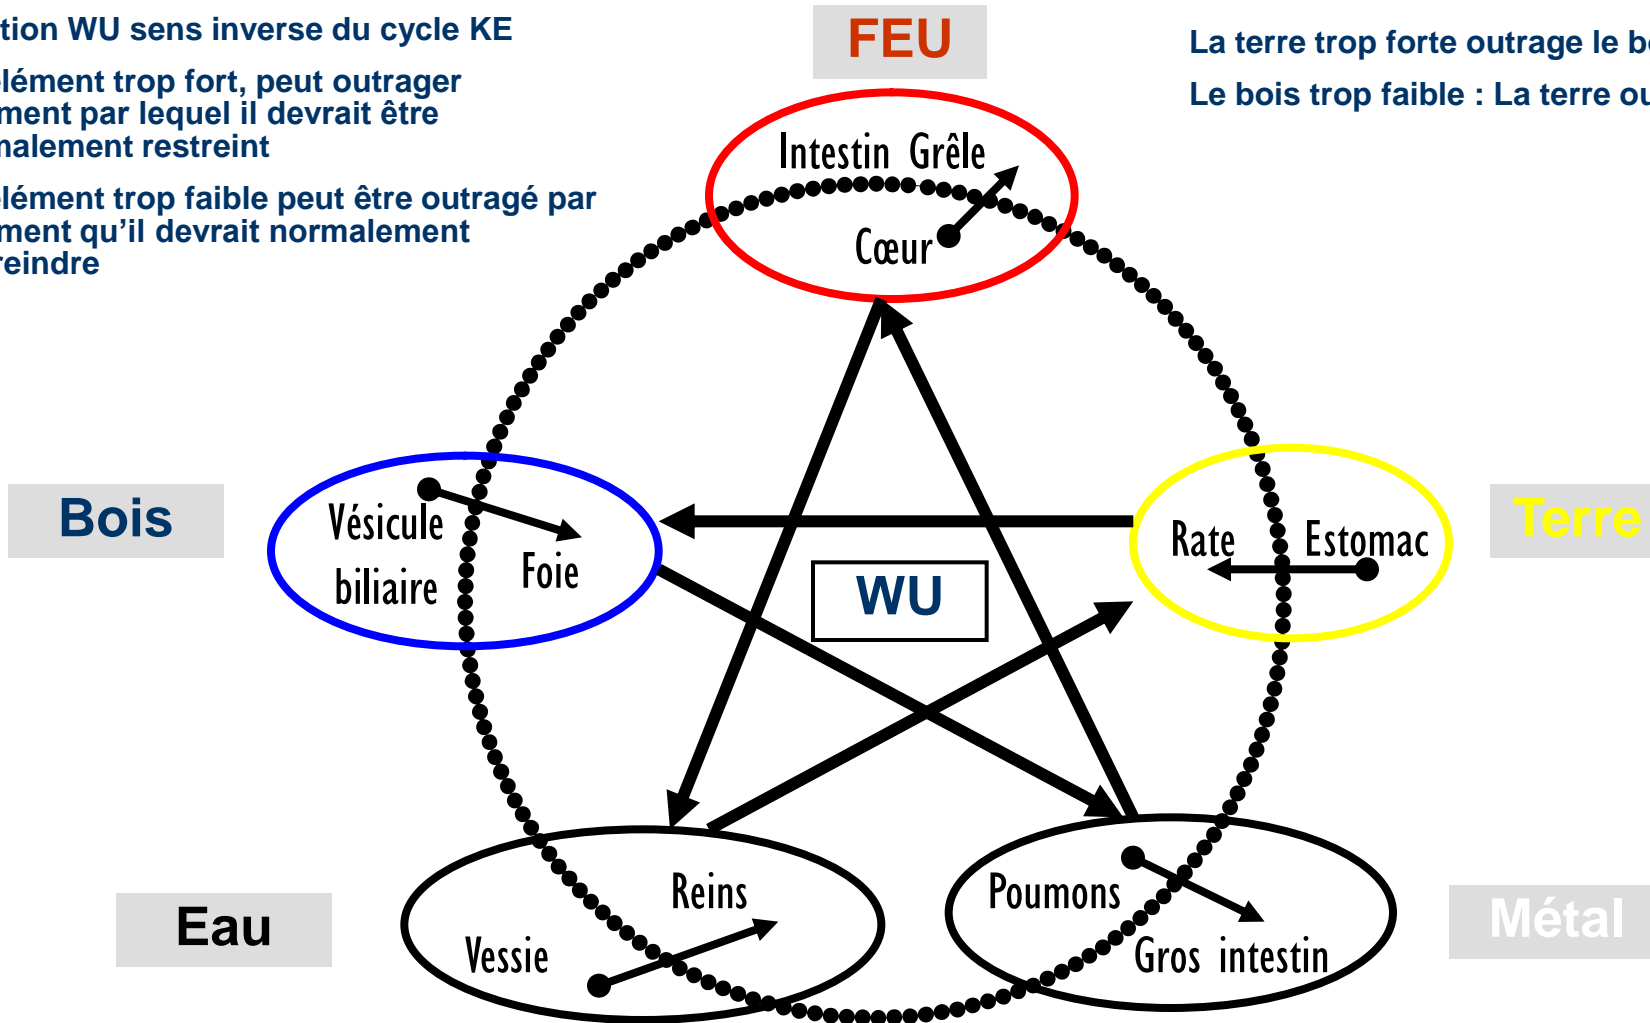 tion WU sens inverse du cycle KE
élément trop fort, peut outrager
ment par lequel il devrait être
malement restreint
élément trop faible peut être outragé par
ment qu'il devrait normalement
reindre
FEU
La terre trop forte outrage le b
Le bois trop faible : La terre ou
Intestin Grêle
Cœur
Bois
Vésicule
biliaire
Foie
WU
Rate Estomac
Terre
Eau
Reins
Vessie
Poumons
Gros intestin
Métal